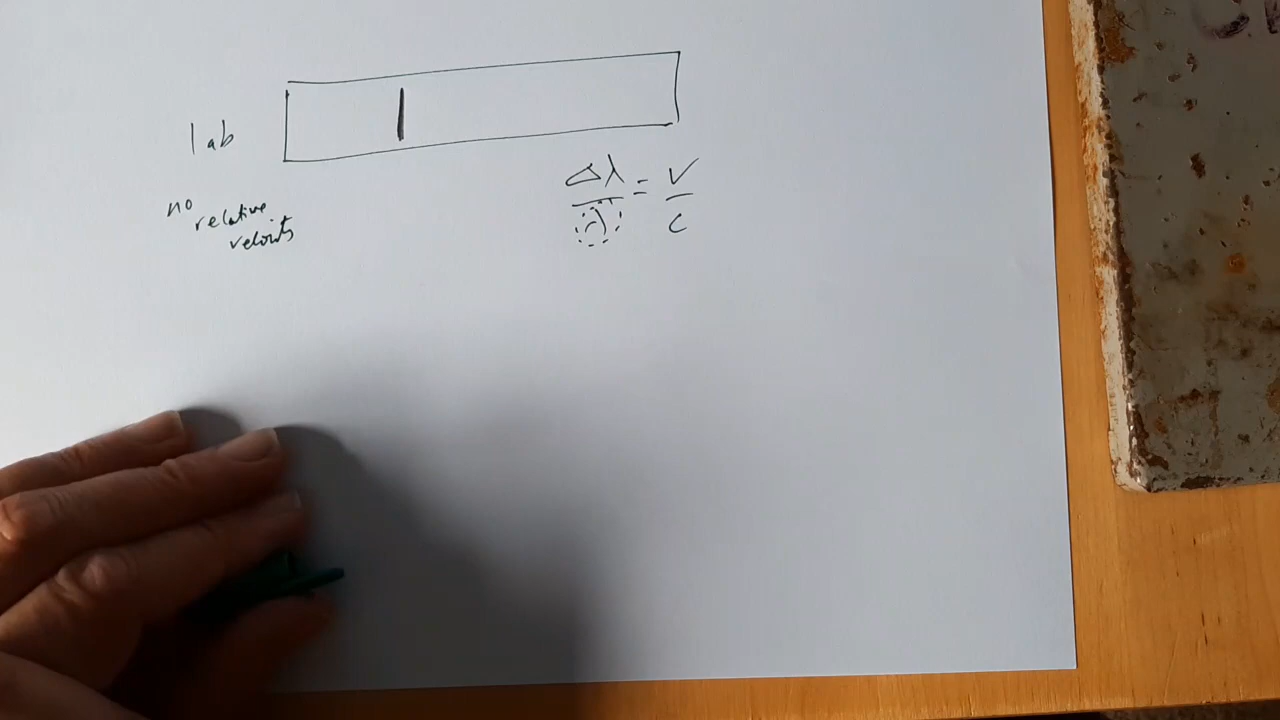 lab
no
relative
velocity
Δλ/λ = v/c